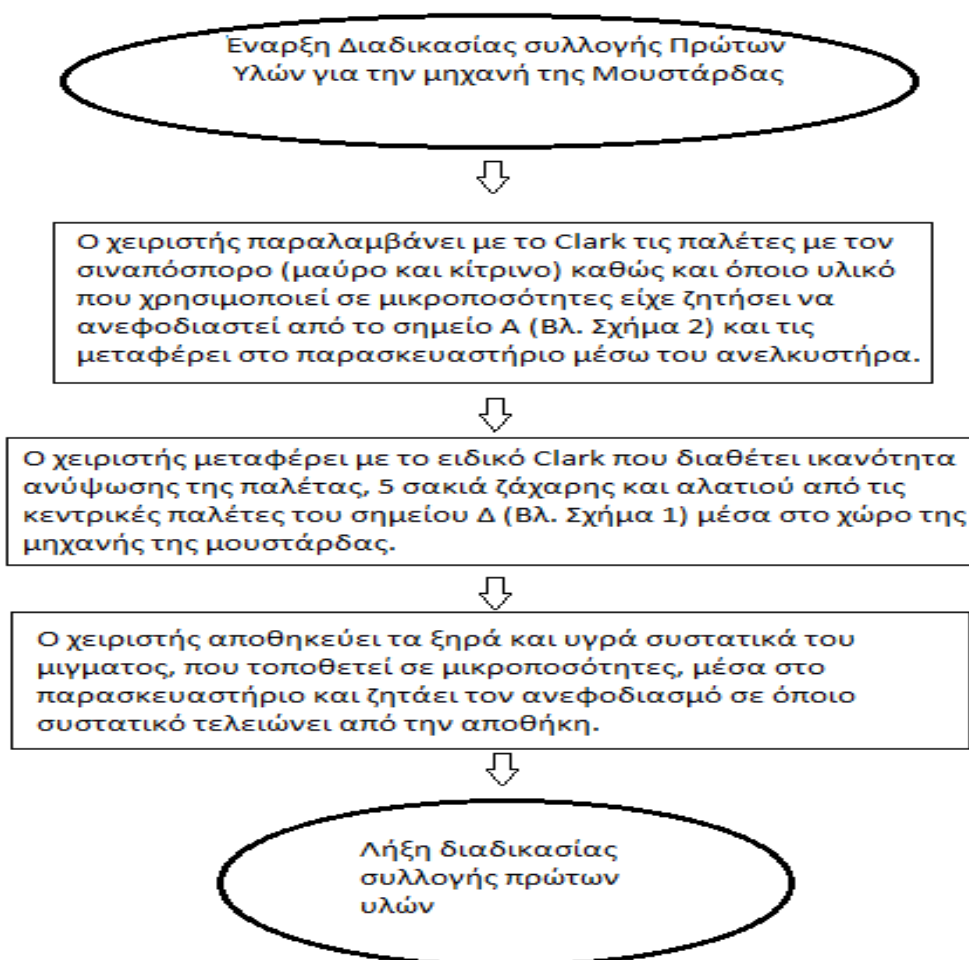 Έναρξη Διαδικασίας συλλογής Πρώτων
Υλών για την μηχανή της Μουστάρδας
Ο χειριστής παραλαμβάνει με το Clark τις παλέτες με τον
σιναπόσπορο (μαύρο και κίτρινο) καθώς και όποιο υλικό
που χρησιμοποιεί σε μικροποσότητες είχε ζητήσει να
ανεφοδιαστεί από το σημείο Α (Βλ. Σχήμα 2) και τις
μεταφέρει στο παρασκευαστήριο μέσω του ανελκυστήρα.
Ο χειριστής μεταφέρει με το ειδικό Clark που διαθέτει ικανότητα
ανύψωσης της παλέτας, 5 σακιά ζάχαρης και αλατιού από τις
κεντρικές παλέτες του σημείου Δ (Βλ. Σχήμα 1) μέσα στο χώρο της
μηχανής της μουστάρδας.
Ο χειριστής αποθηκεύει τα ξηρά και υγρά συστατικά του
μιγματος, που τοποθετεί σε μικροποσότητες, μέσα στο
παρασκευαστήριο και ζητάει τον ανεφοδιασμό σε όποιο
συστατικό τελειώνει από την αποθήκη.
Λήξη διαδικασίας
συλλογής πρώτων
υλών